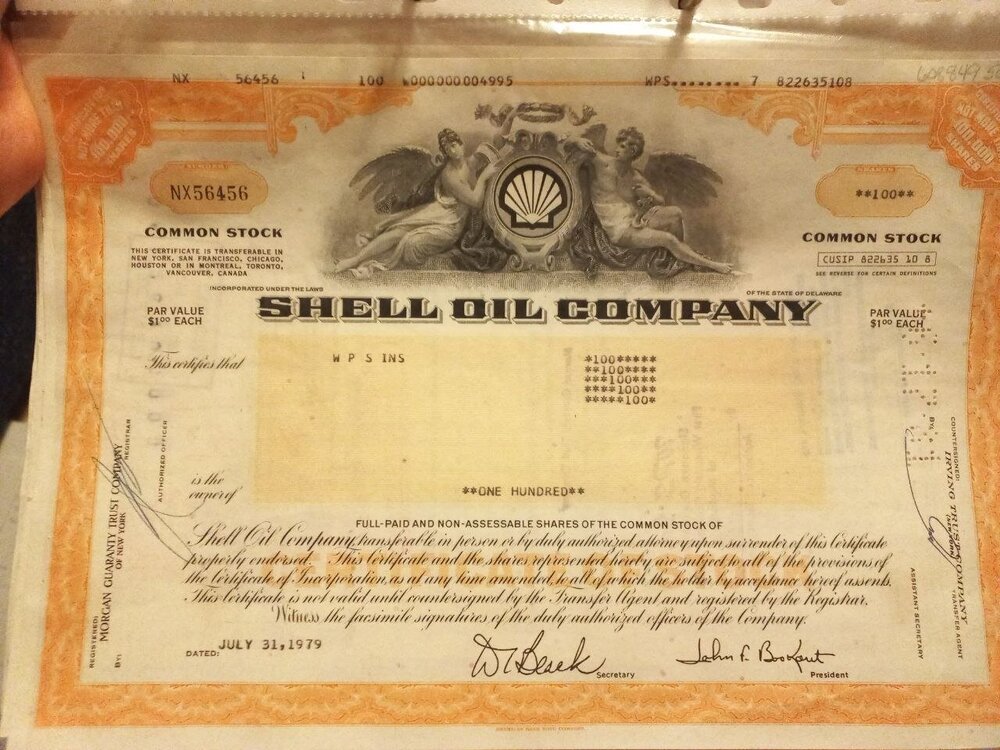 NX 56456 100 W000000004995 WPS........ 7 822635108
NX56456
**100**
COMMON STOCK
THIS CERTIFICATE IS TRANSFERABLE IN
NEW YORK, SAN FRANCISCO, CHICAGO,
HOUSTON OR IN MONTREAL, TORONTO,
VANCOUVER, CANADA
COMMON STOCK
CUSIP 822635 10 8
SEE REVERSE FOR CERTAIN DEFINITIONS
INCORPORATED UNDER THE LAWS OF THE STATE OF DELAWARE
SHELL OIL COMPANY
PAR VALUE
$1.00 EACH
PAR VALUE
$1.00 EACH
This certifies that
W P S INS
*100*****
**100****
***100***
****100**
*****100*
is the
owner of
**ONE HUNDRED**
FULL-PAID AND NON-ASSESSABLE SHARES OF THE COMMON STOCK OF
Shell Oil Company, transferable in person or by duly authorized attorney upon surrender of this Certificate
properly endorsed. This Certificate and the shares represented hereby are subject to all of the provisions of
the Certificate of Incorporation, as at any time amended, to all of which the holder by acceptance hereof assents.
This Certificate is not valid until countersigned by the Transfer Agent and registered by the Registrar.
Witness the facsimile signatures of the duly authorized officers of the Company.
DATED: JULY 31, 1979
Secretary
John F. Bookout
President
REGISTERED:
MORGAN GUARANTY TRUST COMPANY
OF NEW YORK
REGISTRAR
BY:
AUTHORIZED OFFICER
COUNTERSIGNED:
IRVING TRUST COMPANY
TRANSFER AGENT
BY:
ASSISTANT SECRETARY